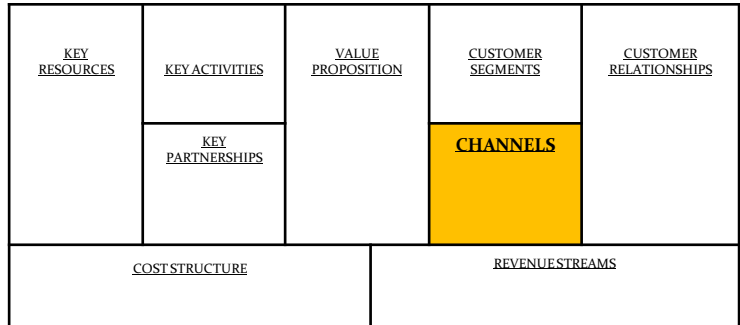 KEY
RESOURCES
KEY ACTIVITIES
VALUE
PROPOSITION
CUSTOMER
SEGMENTS
CUSTOMER
RELATIONSHIPS
KEY
PARTNERSHIPS
CHANNELS
COST STRUCTURE
REVENUE STREAMS